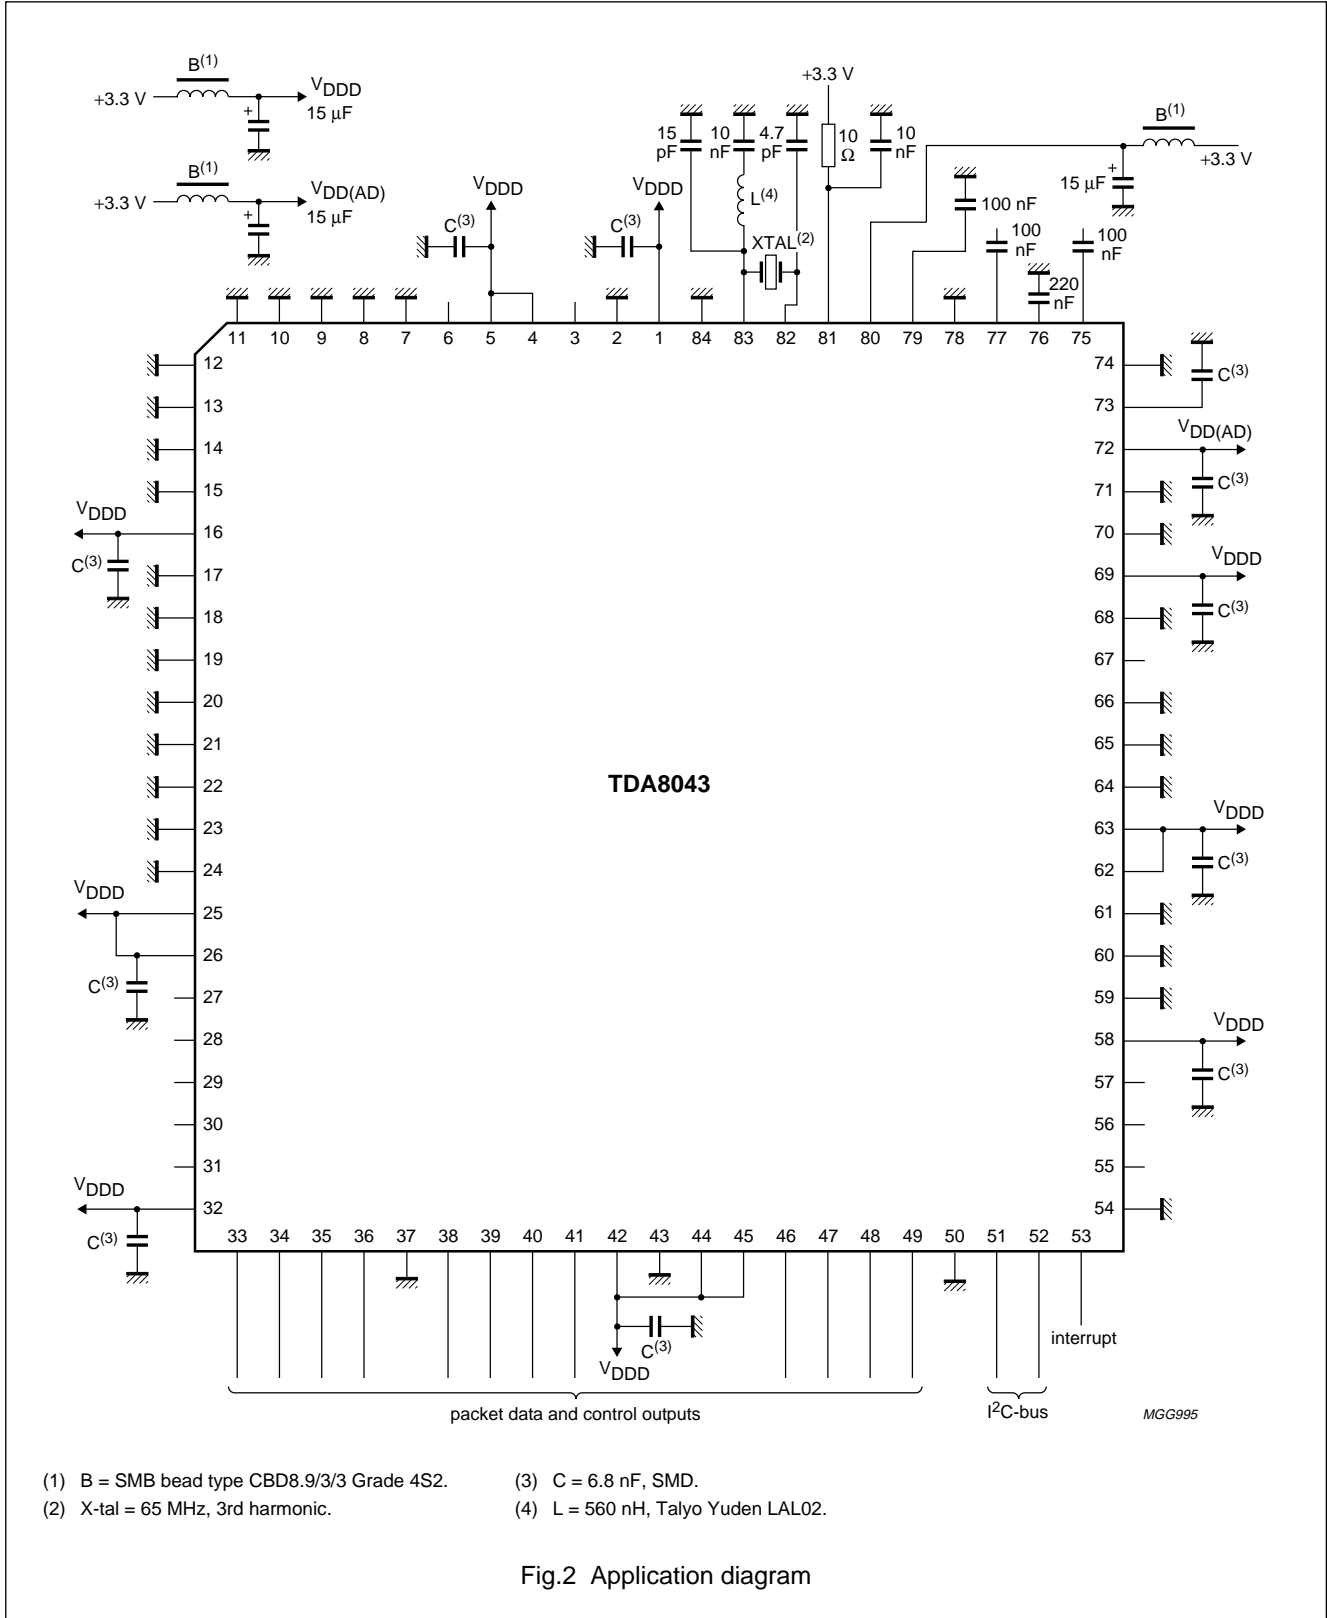 B(1)
+3.3 V
VDDD
15 μF
+
B(1)
+3.3 V
VDD(AD)
15 μF
+
VDDD
C(3)
VDDD
C(3)
15 pF
10 nF
4.7 pF
L(4)
XTAL(2)
+3.3 V
10 Ω
10 nF
B(1)
+3.3 V
15 μF
+
100 nF
100 nF
100 nF
220 nF
11 10 9 8 7 6 5 4 3 2 1 84 83 82 81 80 79 78 77 76 75
12
13
14
15
16
VDDD
C(3)
17
18
19
20
21
22
23
24
25
VDDD
26
C(3)
27
28
29
30
31
32
VDDD
C(3)
TDA8043
74
C(3)
73
VDD(AD)
72
C(3)
71
70
VDDD
69
C(3)
68
67
66
65
64
VDDD
63
C(3)
62
61
60
59
VDDD
58
C(3)
57
56
55
54
33 34 35 36 37 38 39 40 41 42 43 44 45 46 47 48 49 50 51 52 53
C(3)
VDDD
interrupt
packet data and control outputs
I2C-bus
MGG995
(1) B = SMB bead type CBD8.9/3/3 Grade 4S2.
(2) X-tal = 65 MHz, 3rd harmonic.
(3) C = 6.8 nF, SMD.
(4) L = 560 nH, Talyo Yuden LAL02.
Fig.2 Application diagram